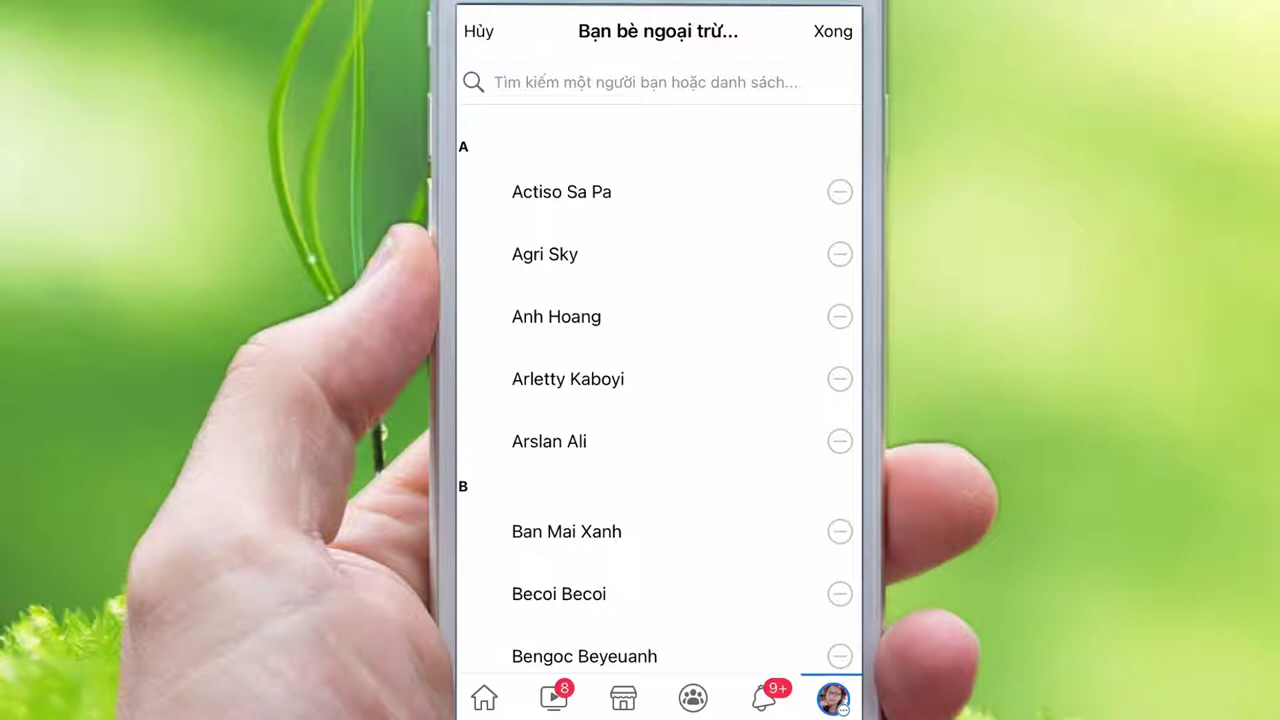 Hủy Bạn bè ngoại trừ... Xong
Tìm kiếm một người bạn hoặc danh sách...
A
Actiso Sa Pa
Agri Sky
Anh Hoang
Arletty Kaboyi
Arslan Ali
B
Ban Mai Xanh
Becoi Becoi
Bengoc Beyeuanh
8 9+